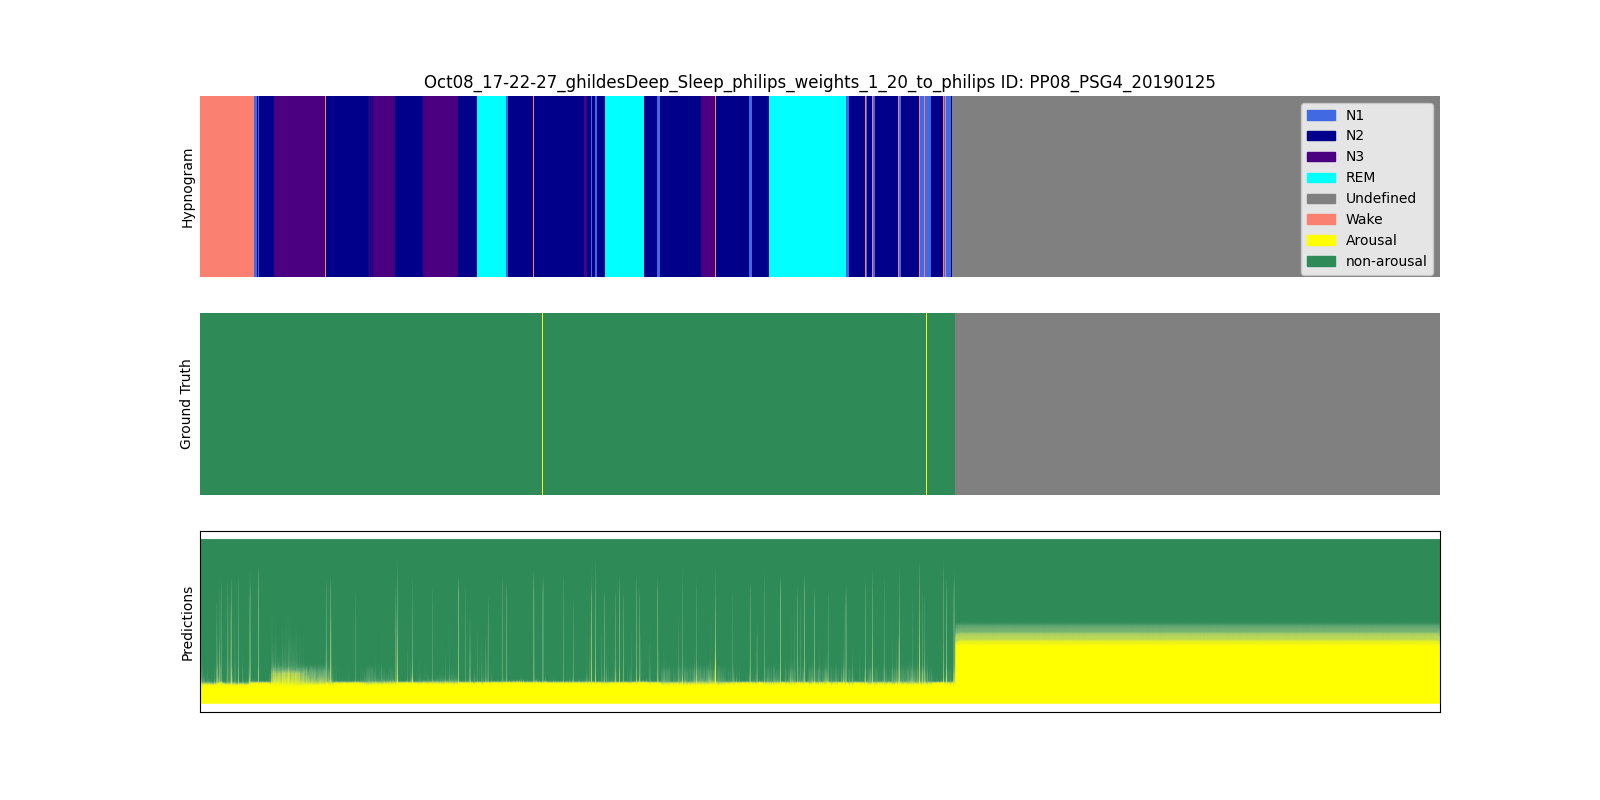 Oct08_17-22-27_ghildesDeep_Sleep_philips_weights_1_20_to_philips ID: PP08_PSG4_20190125
Hypnogram
N1
N2
N3
REM
Undefined
Wake
Arousal
non-arousal
Ground Truth
Predictions